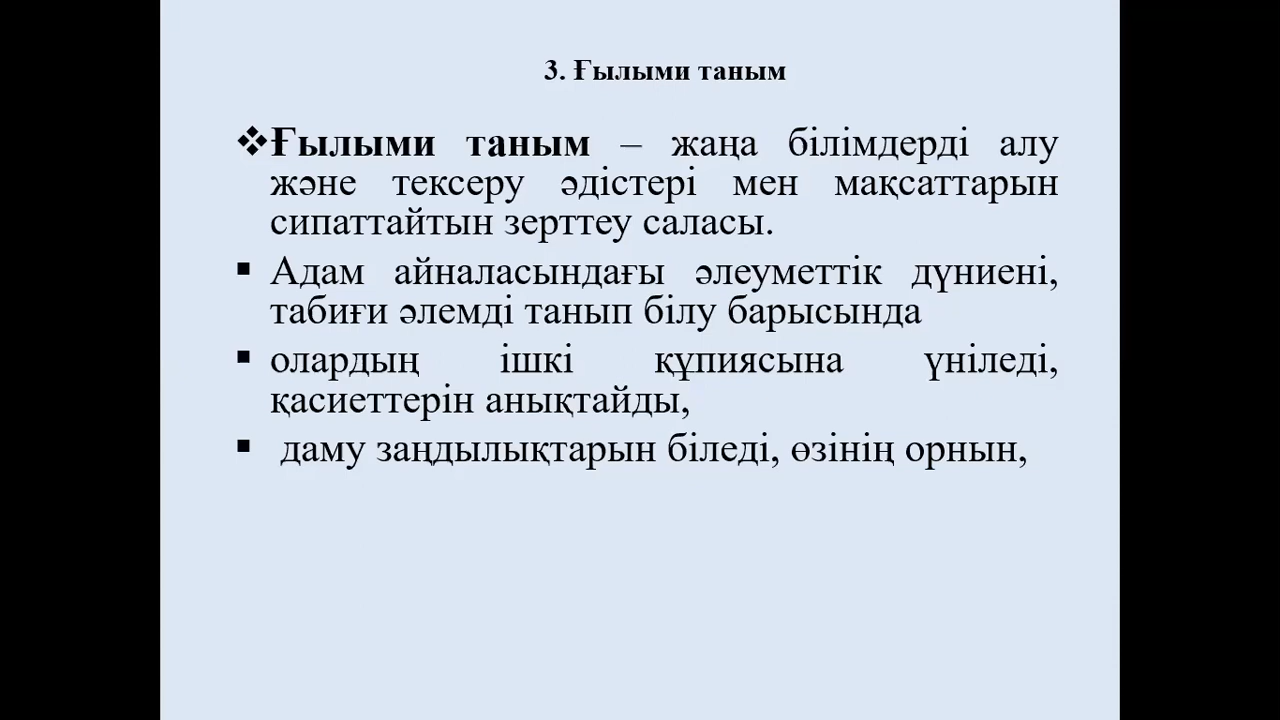 3. Ғылыми таным
❖Ғылыми таным – жаңа білімдерді алу
және тексеру әдістері мен мақсаттарын
сипаттайтын зерттеу саласы.
▪ Адам айналасындағы әлеуметтік дүниені,
табиғи әлемді танып білу барысында
▪ олардың ішкі құпиясына үніледі,
қасиеттерін анықтайды,
▪ даму заңдылықтарын біледі, өзінің орнын,